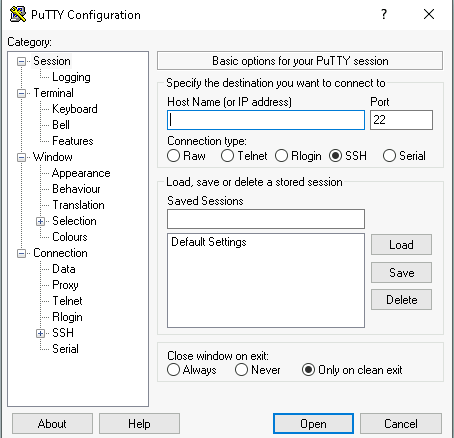 PuTTY Configuration
?
Category:
Session
Logging
Terminal
Keyboard
Bell
Features
Window
Appearance
Behaviour
Translation
Selection
Colours
Connection
Data
Proxy
Telnet
Rlogin
SSH
Serial
Basic options for your PuTTY session
Specify the destination you want to connect to
Host Name (or IP address) Port
22
Connection type:
Raw Telnet Rlogin SSH Serial
Load, save or delete a stored session
Saved Sessions
Default Settings
Load
Save
Delete
Close window on exit:
Always Never Only on clean exit
About Help Open Cancel